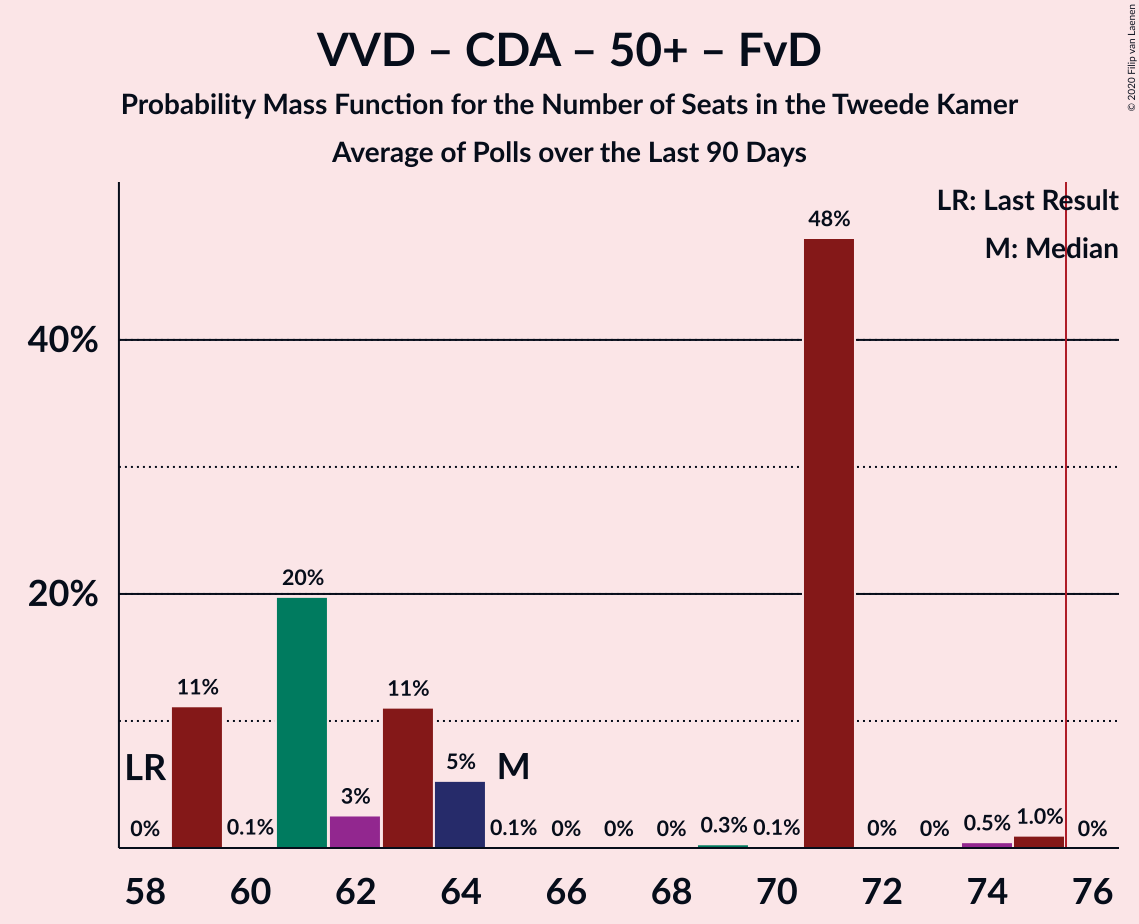 VVD – CDA – 50+ – FvD
Probability Mass Function for the Number of Seats in the Tweede Kamer
Average of Polls over the Last 90 Days
© 2020 Filip van Laenen
LR: Last Result
M: Median
48%
40%
20%
20%
11%
11%
LR
M
5%
3%
0%
0.1%
0.1%
0%
0%
0%
0.3%
0.1%
0%
0%
0.5%
1.0%
0%
58 60 62 64 66 68 70 72 74 76